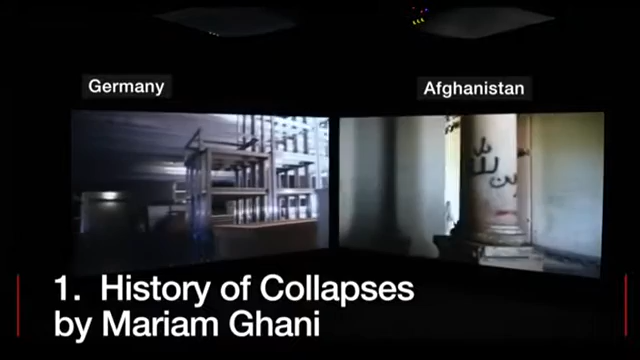 Germany
Afghanistan
1. History of Collapses
by Mariam Ghani